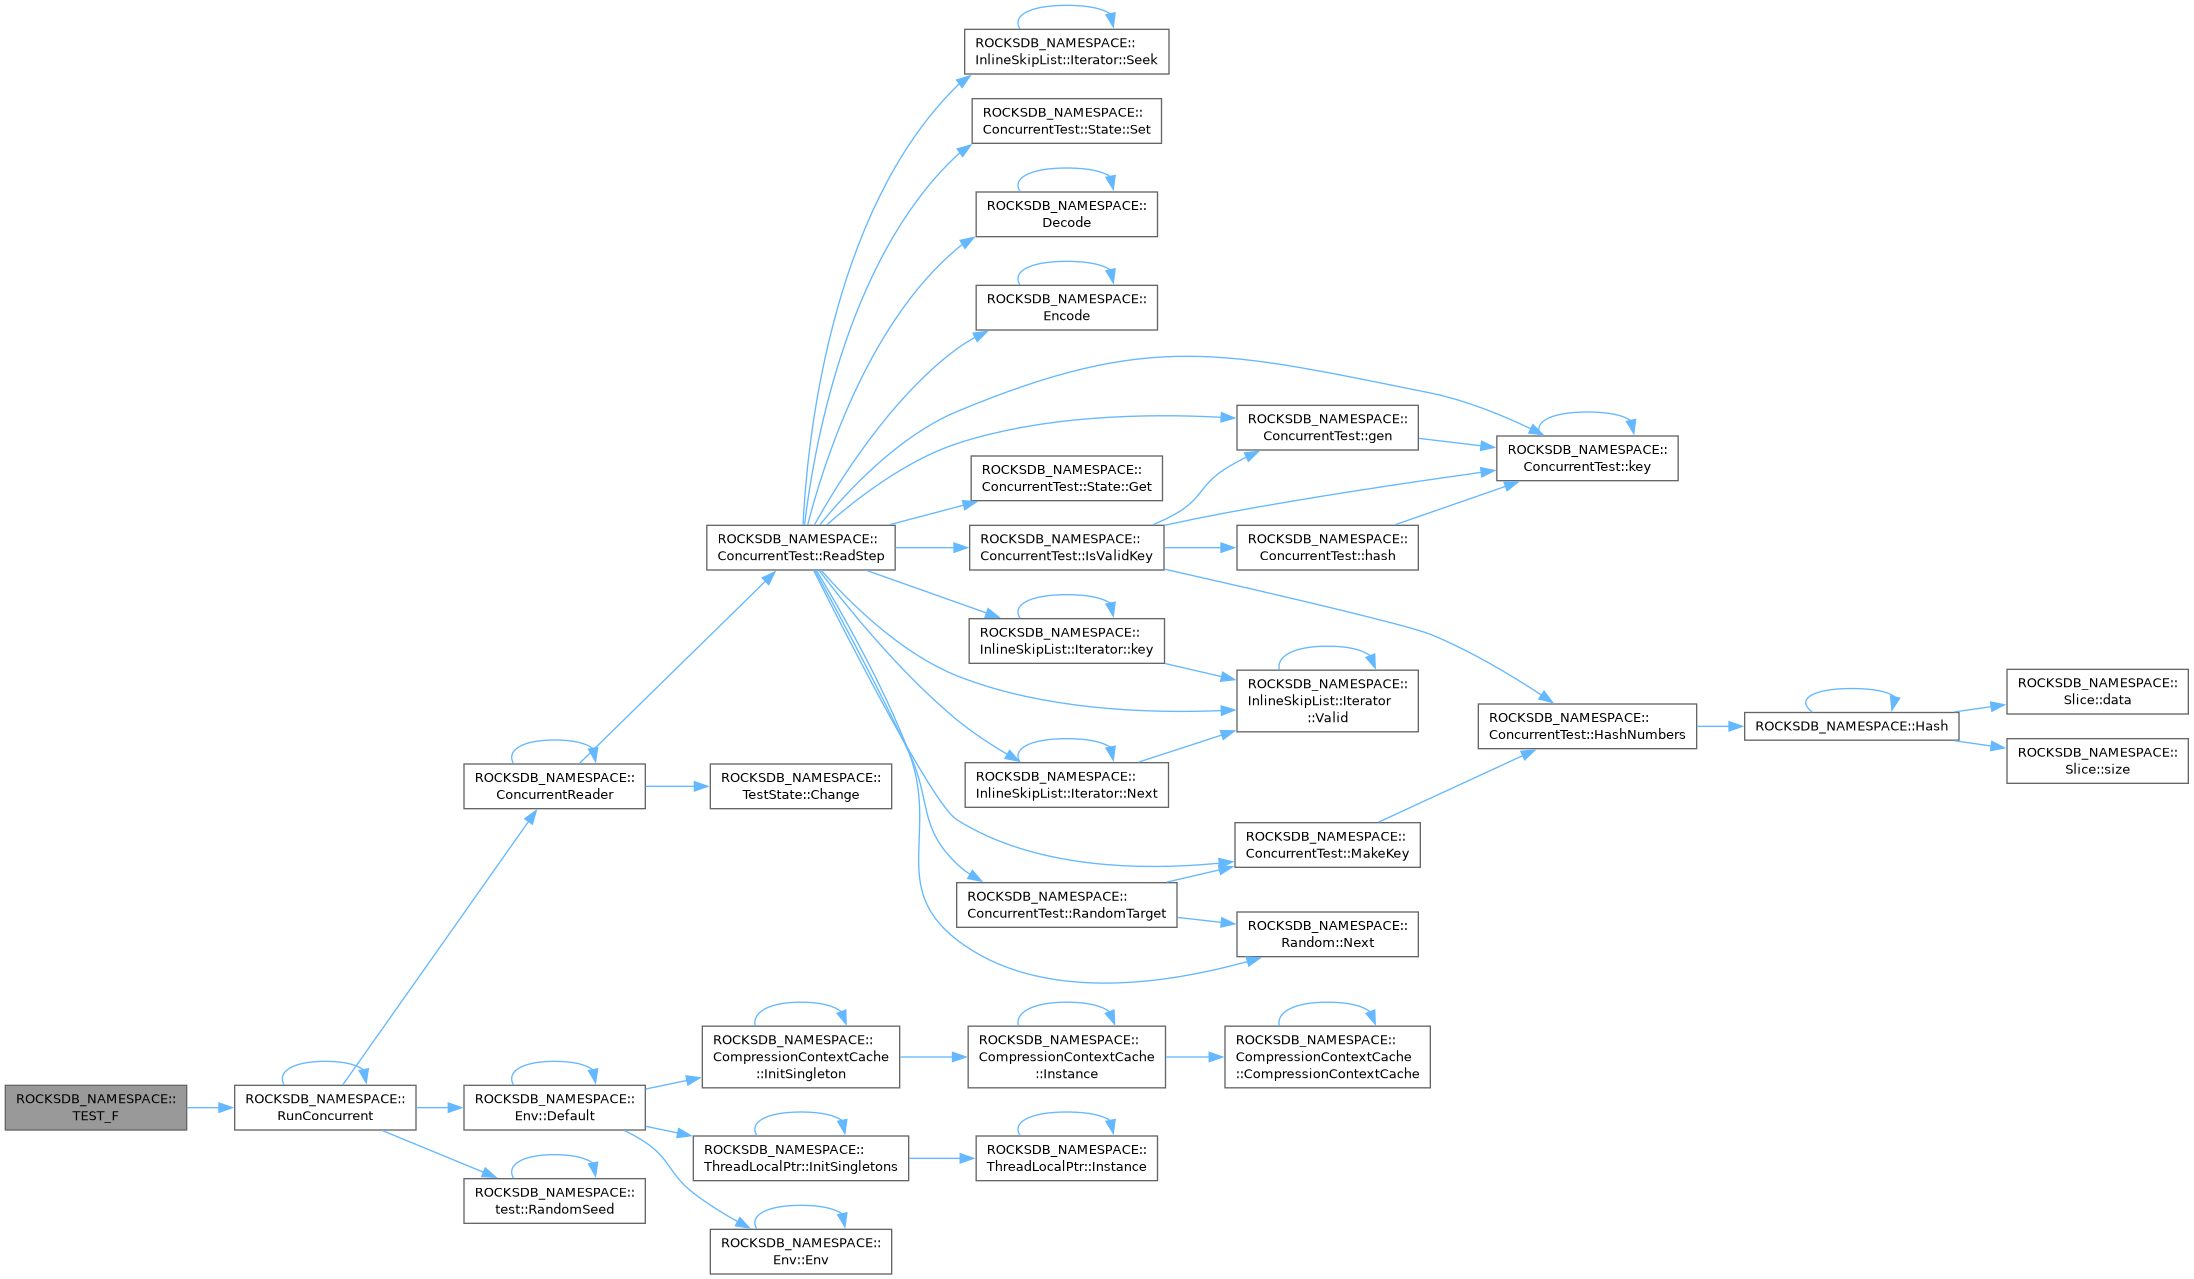 ROCKSDB_NAMESPACE::
TEST_F
ROCKSDB_NAMESPACE::
RunConcurrent
ROCKSDB_NAMESPACE::
ConcurrentReader
ROCKSDB_NAMESPACE::
Env::Default
ROCKSDB_NAMESPACE::
test::RandomSeed
ROCKSDB_NAMESPACE::
ConcurrentTest::ReadStep
ROCKSDB_NAMESPACE::
TestState::Change
ROCKSDB_NAMESPACE::
CompressionContextCache
::InitSingleton
ROCKSDB_NAMESPACE::
ThreadLocalPtr::InitSingletons
ROCKSDB_NAMESPACE::
Env::Env
ROCKSDB_NAMESPACE::
InlineSkipList::Iterator::Seek
ROCKSDB_NAMESPACE::
ConcurrentTest::State::Set
ROCKSDB_NAMESPACE::
Decode
ROCKSDB_NAMESPACE::
Encode
ROCKSDB_NAMESPACE::
ConcurrentTest::State::Get
ROCKSDB_NAMESPACE::
ConcurrentTest::IsValidKey
ROCKSDB_NAMESPACE::
InlineSkipList::Iterator::key
ROCKSDB_NAMESPACE::
InlineSkipList::Iterator::Next
ROCKSDB_NAMESPACE::
ConcurrentTest::RandomTarget
ROCKSDB_NAMESPACE::
CompressionContextCache
::Instance
ROCKSDB_NAMESPACE::
ThreadLocalPtr::Instance
ROCKSDB_NAMESPACE::
ConcurrentTest::gen
ROCKSDB_NAMESPACE::
ConcurrentTest::hash
ROCKSDB_NAMESPACE::
InlineSkipList::Iterator
::Valid
ROCKSDB_NAMESPACE::
ConcurrentTest::MakeKey
ROCKSDB_NAMESPACE::
Random::Next
ROCKSDB_NAMESPACE::
CompressionContextCache
::CompressionContextCache
ROCKSDB_NAMESPACE::
ConcurrentTest::key
ROCKSDB_NAMESPACE::
ConcurrentTest::HashNumbers
ROCKSDB_NAMESPACE::Hash
ROCKSDB_NAMESPACE::
Slice::data
ROCKSDB_NAMESPACE::
Slice::size